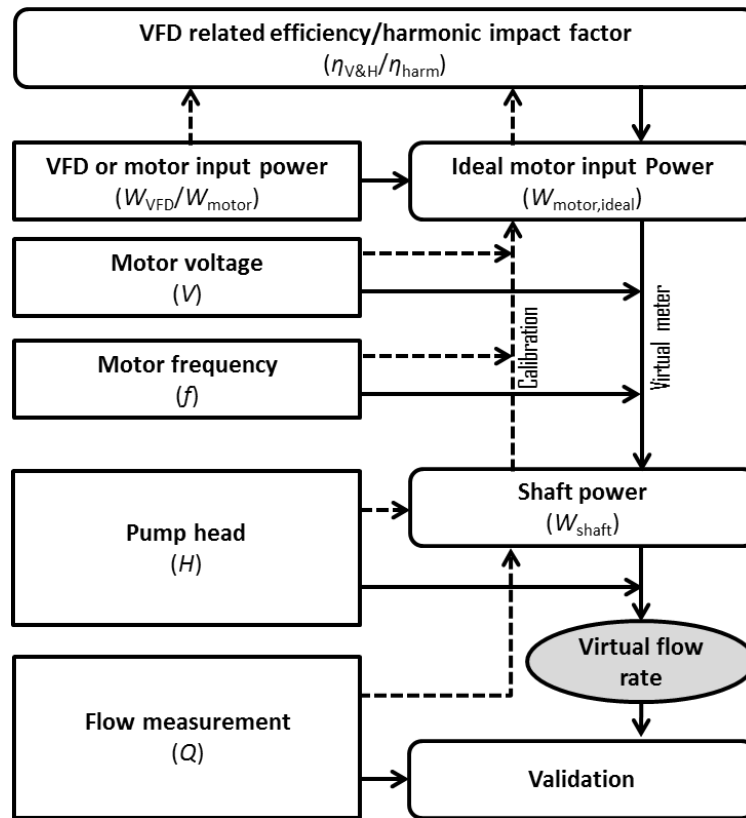 VFD related efficiency/harmonic impact factor
(ηV&H/ηharm)
VFD or motor input power
(WVFD/Wmotor)
Ideal motor input Power
(Wmotor,ideal)
Motor voltage
(V)
Motor frequency
(f)
Calibration
Virtual meter
Pump head
(H)
Shaft power
(Wshaft)
Virtual flow
rate
Flow measurement
(Q)
Validation